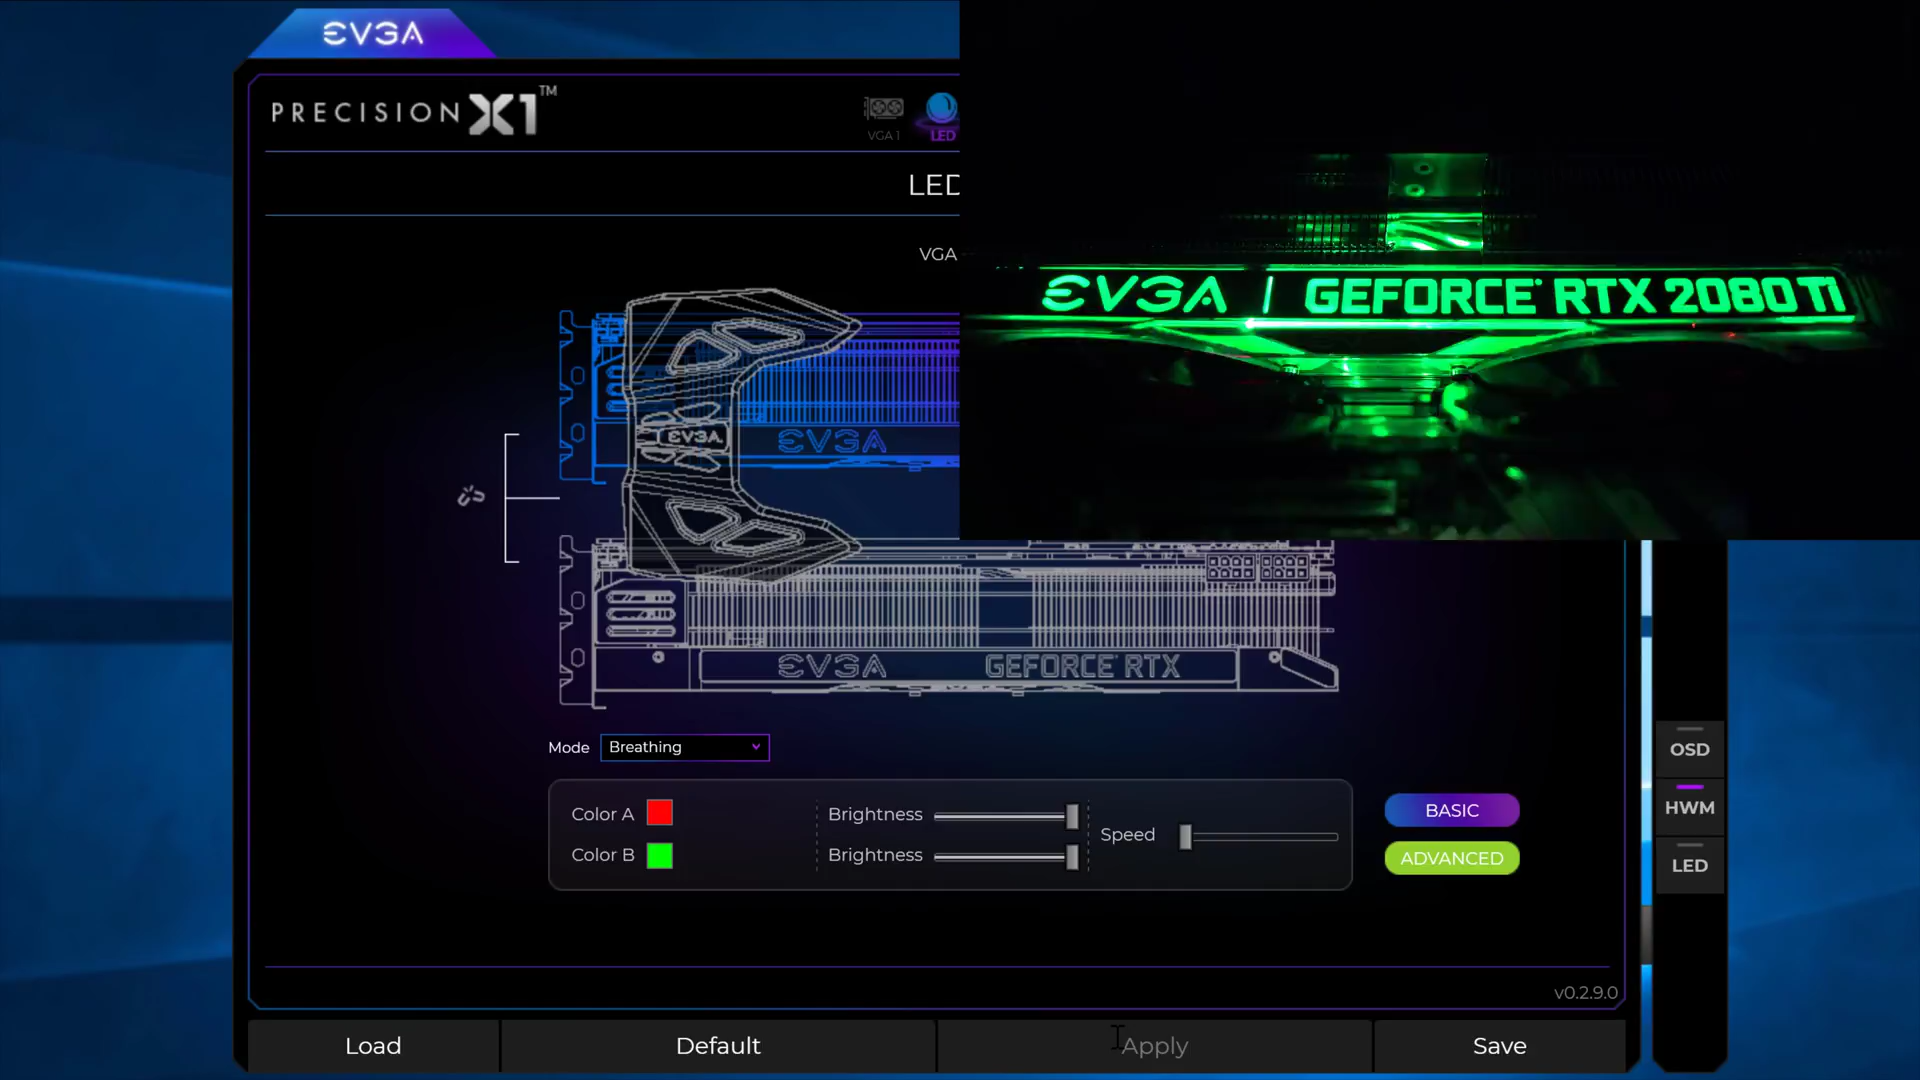 EVGA
PRECISION X1™
VGA 1
LED
LED
VGA
EVGA | GEFORCE RTX 2080 TI
EVGA
EVGA
EVGA GEFORCE RTX
Mode Breathing
Color A Brightness
Color B Brightness
Speed
BASIC
ADVANCED
OSD
HWM
LED
v0.2.9.0
Load Default Apply Save